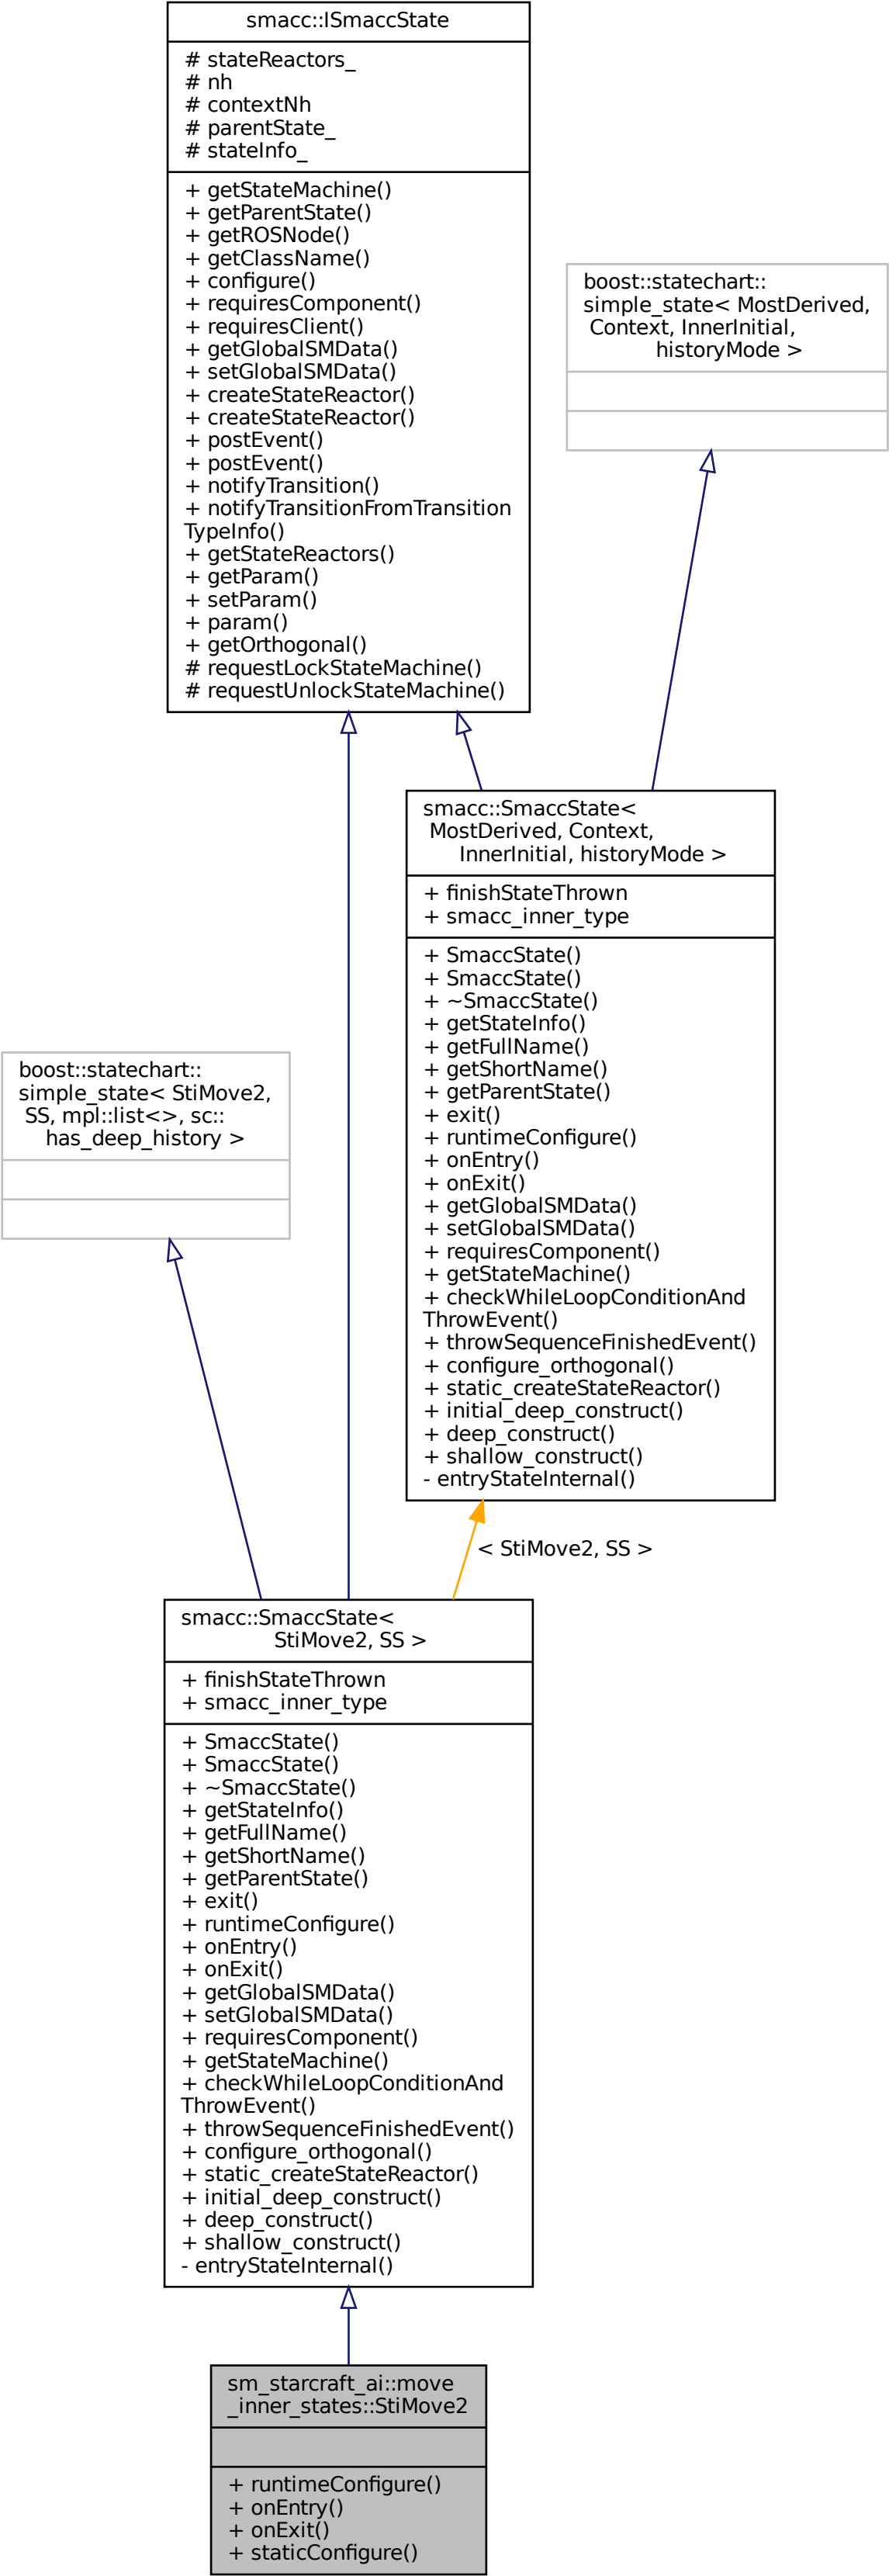 smacc::ISmaccState
# stateReactors_
# nh
# contextNh
# parentState_
# stateInfo_
+ getStateMachine()
+ getParentState()
+ getROSNode()
+ getClassName()
+ configure()
+ requiresComponent()
+ requiresClient()
+ getGlobalSMData()
+ setGlobalSMData()
+ createStateReactor()
+ createStateReactor()
+ postEvent()
+ postEvent()
+ notifyTransition()
+ notifyTransitionFromTransition
TypeInfo()
+ getStateReactors()
+ getParam()
+ setParam()
+ param()
+ getOrthogonal()
# requestLockStateMachine()
# requestUnlockStateMachine()
boost::statechart::
simple_state< MostDerived,
Context, InnerInitial,
historyMode >
smacc::SmaccState<
MostDerived, Context,
InnerInitial, historyMode >
+ finishStateThrown
+ smacc_inner_type
+ SmaccState()
+ SmaccState()
+ ~SmaccState()
+ getStateInfo()
+ getFullName()
+ getShortName()
+ getParentState()
+ exit()
+ runtimeConfigure()
+ onEntry()
+ onExit()
+ getGlobalSMData()
+ setGlobalSMData()
+ requiresComponent()
+ getStateMachine()
+ checkWhileLoopConditionAnd
ThrowEvent()
+ throwSequenceFinishedEvent()
+ configure_orthogonal()
+ static_createStateReactor()
+ initial_deep_construct()
+ deep_construct()
+ shallow_construct()
- entryStateInternal()
boost::statechart::
simple_state< StiMove2,
SS, mpl::list<>, sc::
has_deep_history >
< StiMove2, SS >
smacc::SmaccState<
StiMove2, SS >
+ finishStateThrown
+ smacc_inner_type
+ SmaccState()
+ SmaccState()
+ ~SmaccState()
+ getStateInfo()
+ getFullName()
+ getShortName()
+ getParentState()
+ exit()
+ runtimeConfigure()
+ onEntry()
+ onExit()
+ getGlobalSMData()
+ setGlobalSMData()
+ requiresComponent()
+ getStateMachine()
+ checkWhileLoopConditionAnd
ThrowEvent()
+ throwSequenceFinishedEvent()
+ configure_orthogonal()
+ static_createStateReactor()
+ initial_deep_construct()
+ deep_construct()
+ shallow_construct()
- entryStateInternal()
sm_starcraft_ai::move
_inner_states::StiMove2
+ runtimeConfigure()
+ onEntry()
+ onExit()
+ staticConfigure()